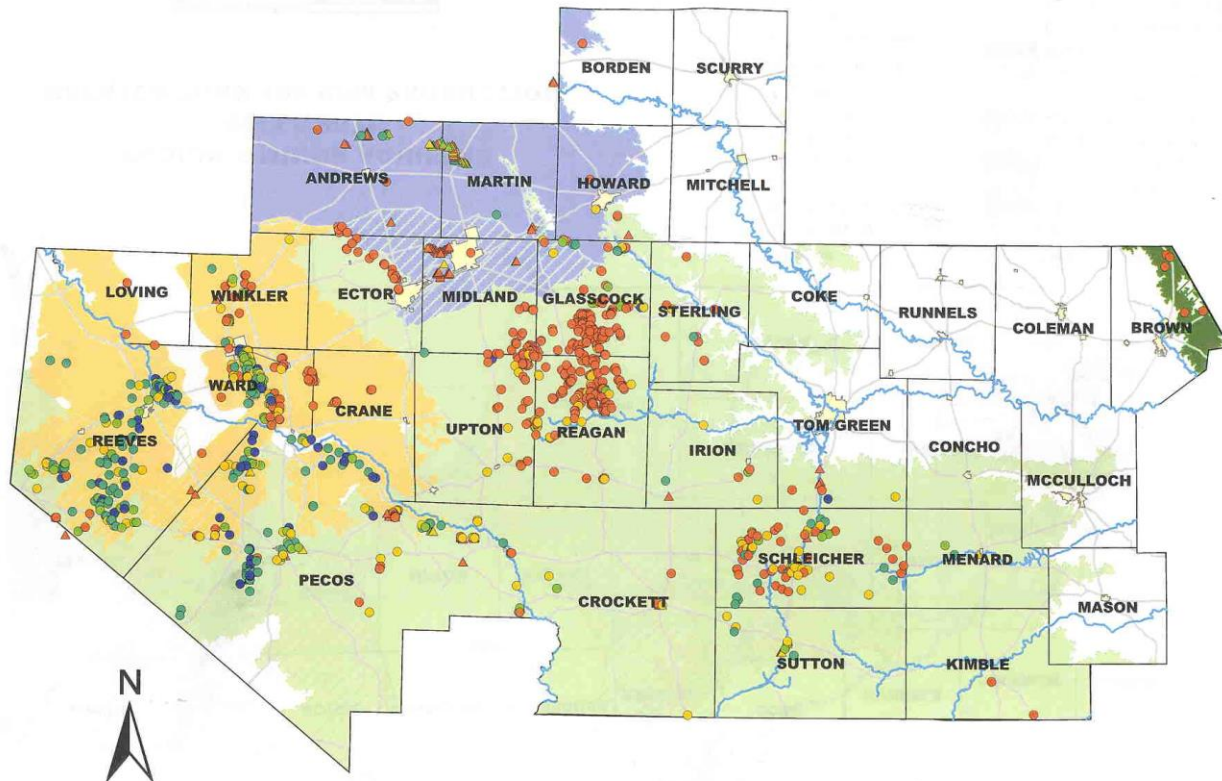 BORDEN
SCURRY
ANDREWS
MARTIN
HOWARD
MITCHELL
LOVING
WINKLER
ECTOR
MIDLAND
GLASSCOCK
STERLING
COKE
RUNNELS
COLEMAN
BROWN
WARD
CRANE
REEVES
UPTON
REAGAN
IRION
TOM GREEN
CONCHO
MCCULLOCH
PECOS
CROCKETT
SCHLEICHER
MENARD
MASON
SUTTON
KIMBLE
N